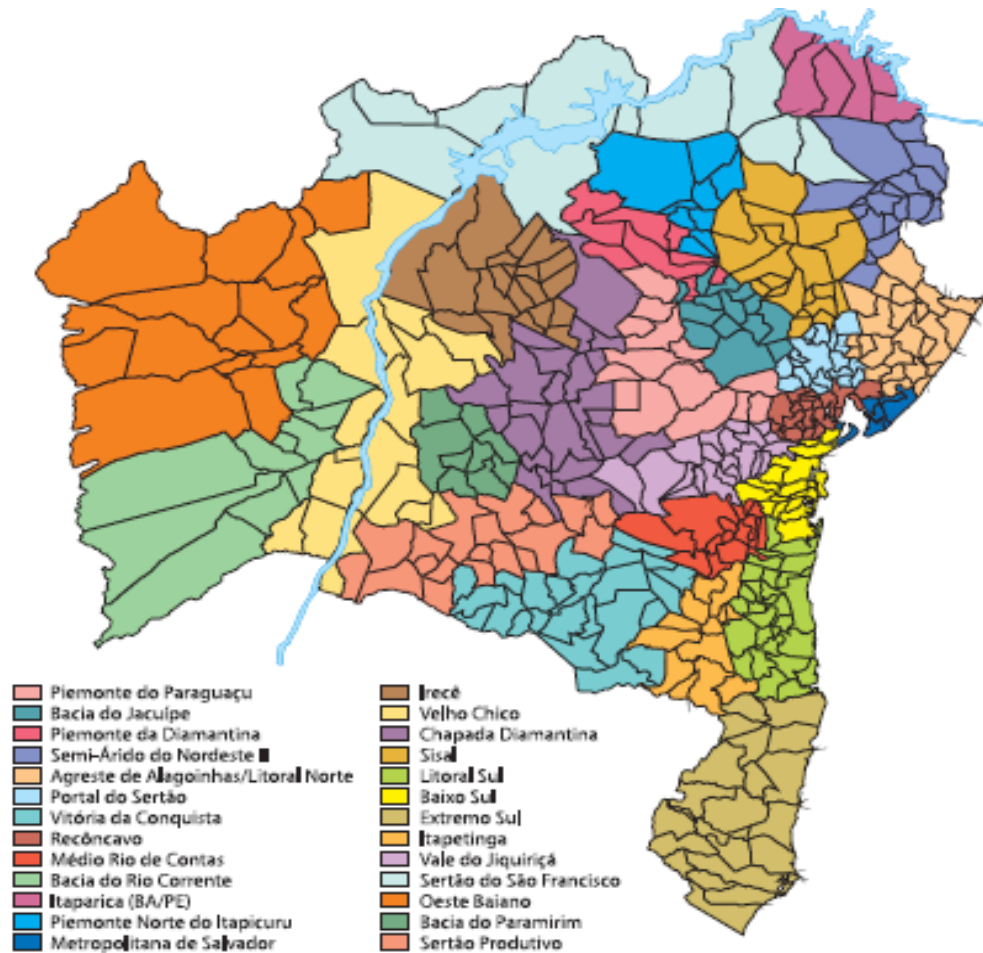 Piemonte do Paraguaçu
Bacia do Jacuípe
Piemonte da Diamantina
Semi-Árido do Nordeste II
Agreste de Alagoinhas/Litoral Norte
Portal do Sertão
Vitória da Conquista
Recôncavo
Médio Rio de Contas
Bacia do Rio Corrente
Itaparica (BA/PE)
Piemonte Norte do Itapicuru
Metropolitana de Salvador
Irecê
Velho Chico
Chapada Diamantina
Sisal
Litoral Sul
Baixo Sul
Extremo Sul
Itapetinga
Vale do Jiquiriçá
Sertão do São Francisco
Oeste Baiano
Bacia do Paramirim
Sertão Produtivo